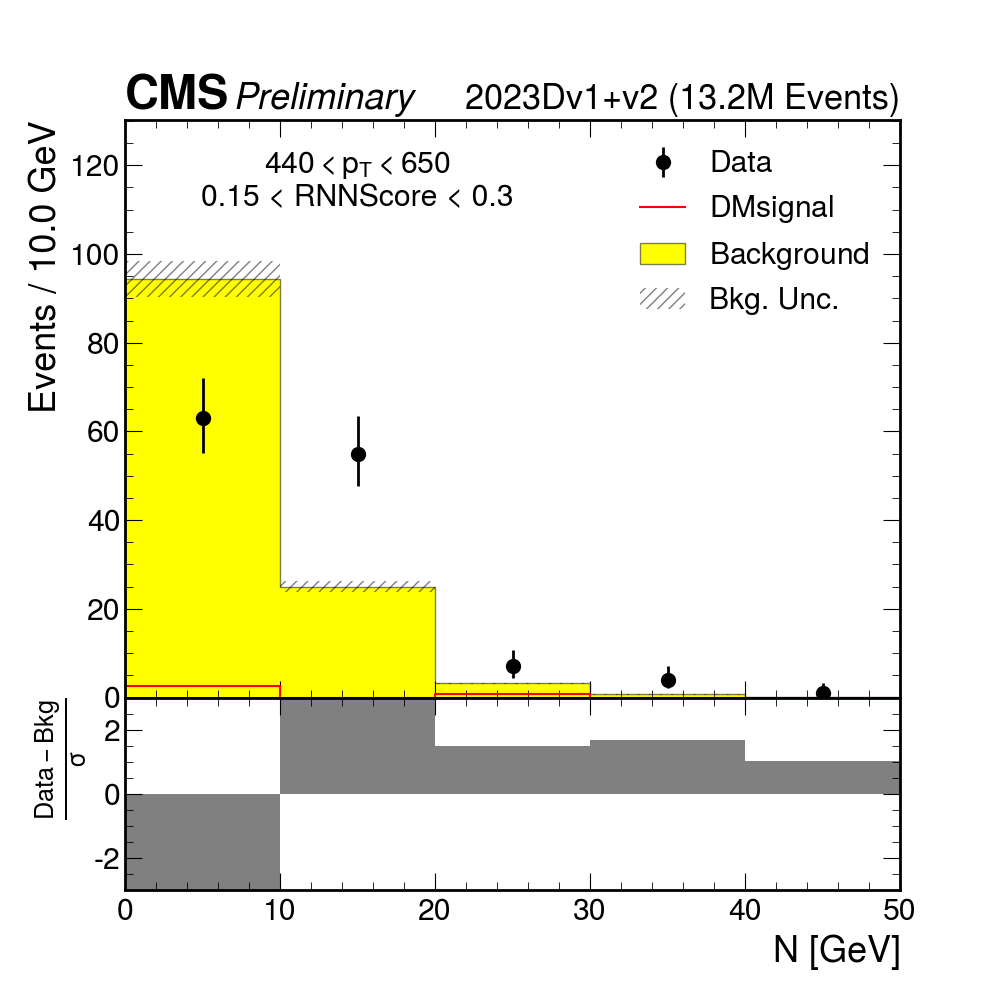 CMS Preliminary 2023Dv1+v2 (13.2M Events)
Events / 10.0 GeV
440 < pT < 650
0.15 < RNNScore < 0.3
Data
DMsignal
Background
Bkg. Unc.
120
100
80
60
40
20
0
Data – Bkg
σ
2
0
-2
0 10 20 30 40 50
N [GeV]